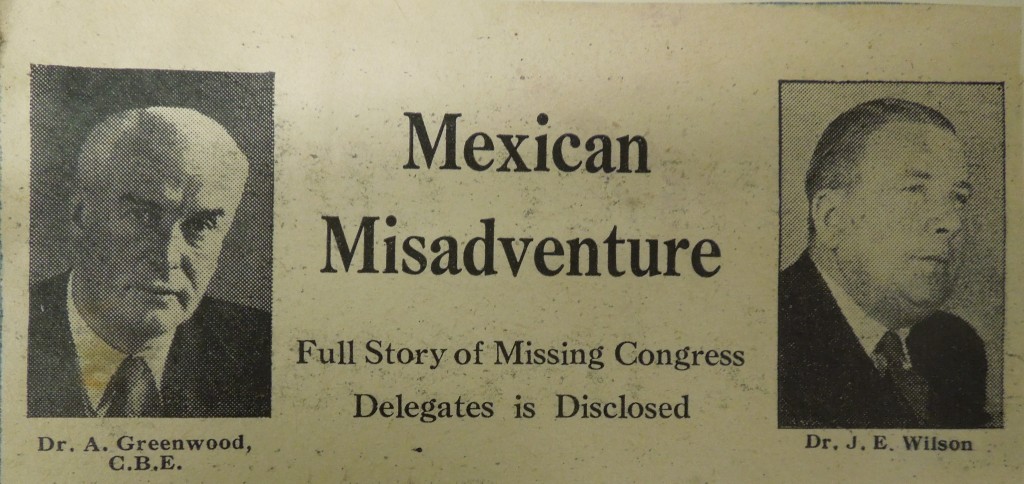 Mexican
Misadventure
Full Story of Missing Congress
Delegates is Disclosed
Dr. A. Greenwood,
C.B.E.
Dr. J. E. Wilson